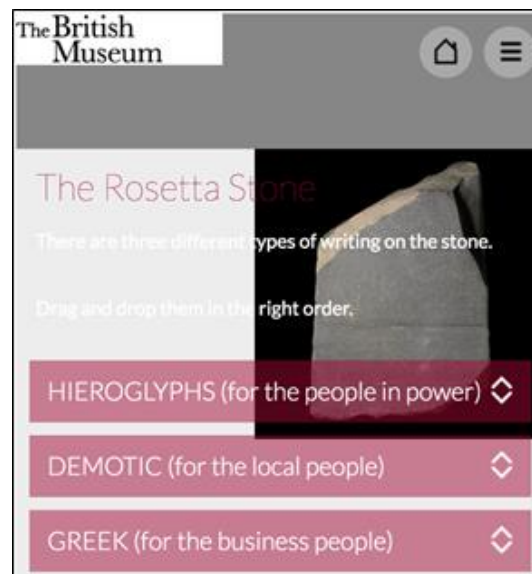 The British
Museum
The Rosetta Stone
There are three different types of writing on the stone.
Drag and drop them in the right order.
HIEROGLYPHS (for the people in power)
DEMOTIC (for the local people)
GREEK (for the business people)